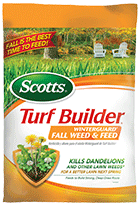 FALL IS THE BEST
TIME TO FEED!
Scotts
Turf Builder
WINTERGUARD
FALL WEED & FEED
KILLS DANDELIONS
AND OTHER LAWN WEEDS
FOR A BETTER LAWN NEXT SPRING